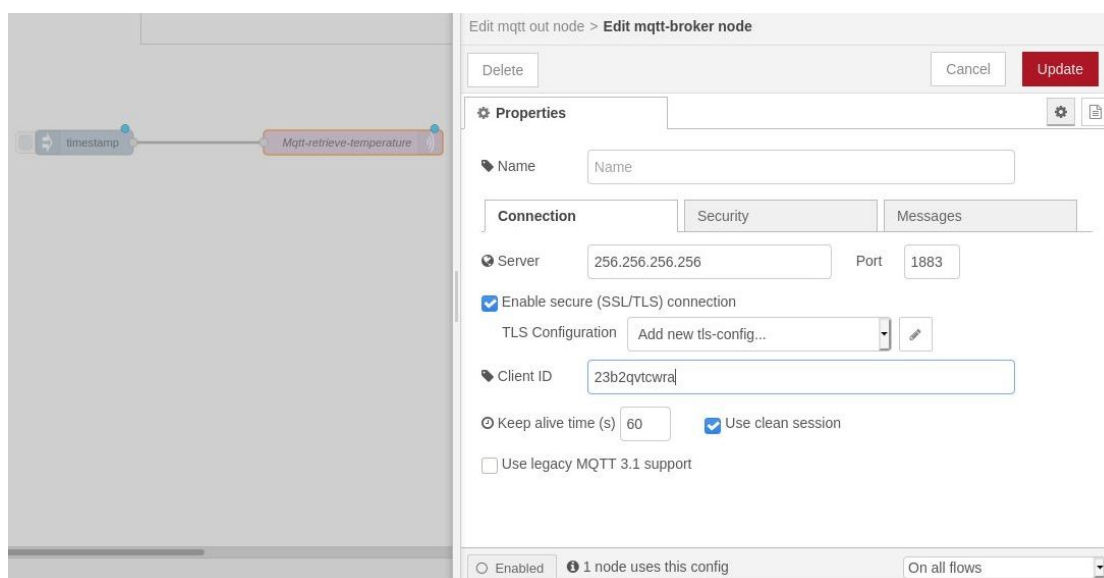 Edit mqtt out node > Edit mqtt-broker node
Delete
Cancel
Update
Properties
timestamp
Mqtt-retrieve-temperature
Name
Name
Connection
Security
Messages
Server
256.256.256.256
Port
1883
Enable secure (SSL/TLS) connection
TLS Configuration
Add new tls-config...
Client ID
23b2qvtcwra
Keep alive time (s)
60
Use clean session
Use legacy MQTT 3.1 support
Enabled
1 node uses this config
On all flows